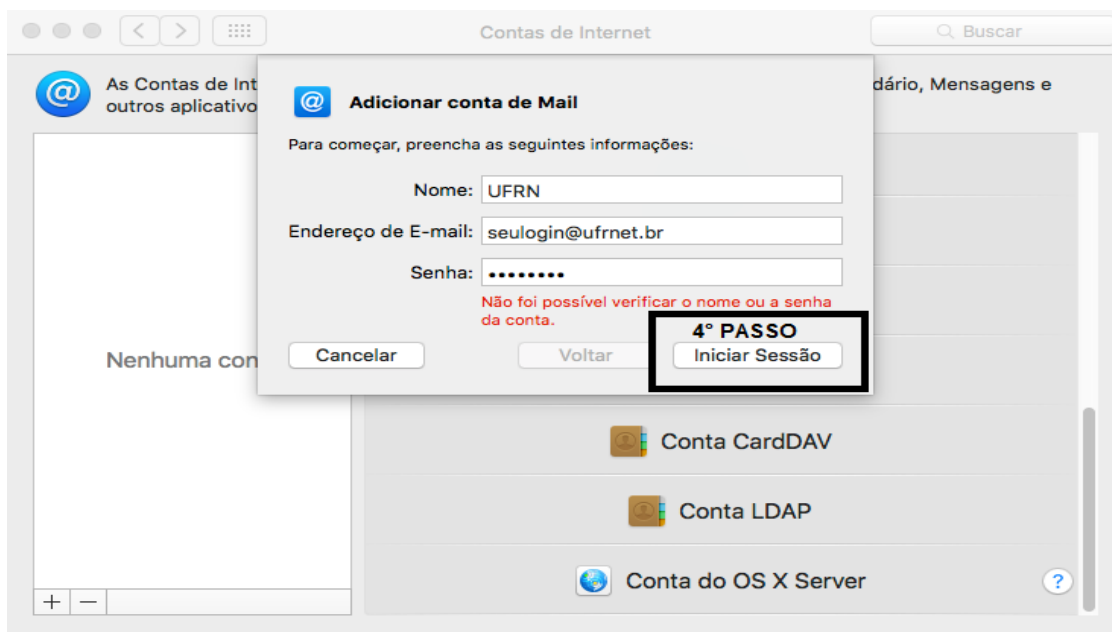 Contas de Internet
Buscar
As Contas de Int
dário, Mensagens e
outros aplicativo
Adicionar conta de Mail
Para começar, preencha as seguintes informações:
Nome: UFRN
Endereço de E-mail: seulogin@ufrnet.br
Senha: ••••••••
Não foi possível verificar o nome ou a senha
da conta.
4º PASSO
Cancelar
Voltar
Iniciar Sessão
Nenhuma con
Conta CardDAV
Conta LDAP
Conta do OS X Server
?